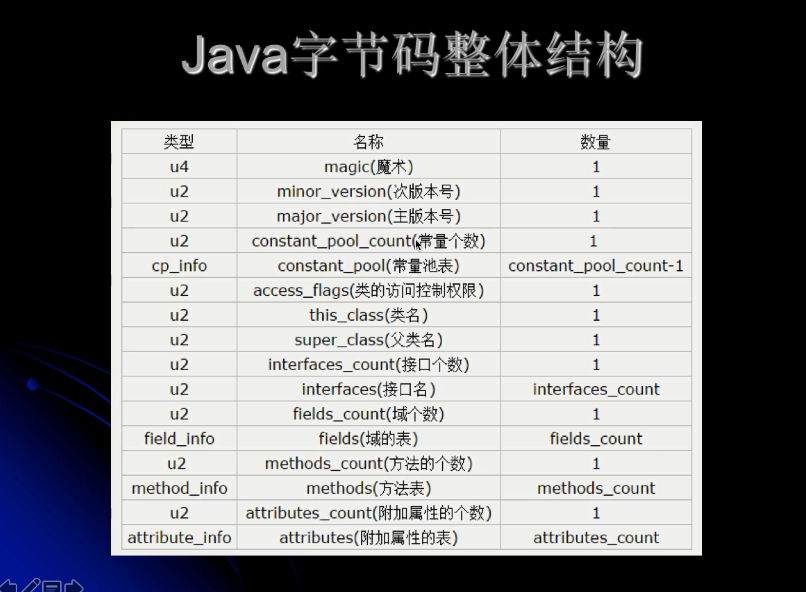 Java字节码整体结构
类型 名称 数量
u4 magic(魔术) 1
u2 minor_version(次版本号) 1
u2 major_version(主版本号) 1
u2 constant_pool_count(常量个数) 1
cp_info constant_pool(常量池表) constant_pool_count-1
u2 access_flags(类的访问控制权限) 1
u2 this_class(类名) 1
u2 super_class(父类名) 1
u2 interfaces_count(接口个数) 1
u2 interfaces(接口名) interfaces_count
u2 fields_count(域个数) 1
field_info fields(域的表) fields_count
u2 methods_count(方法的个数) 1
method_info methods(方法表) methods_count
u2 attributes_count(附加属性的个数) 1
attribute_info attributes(附加属性的表) attributes_count